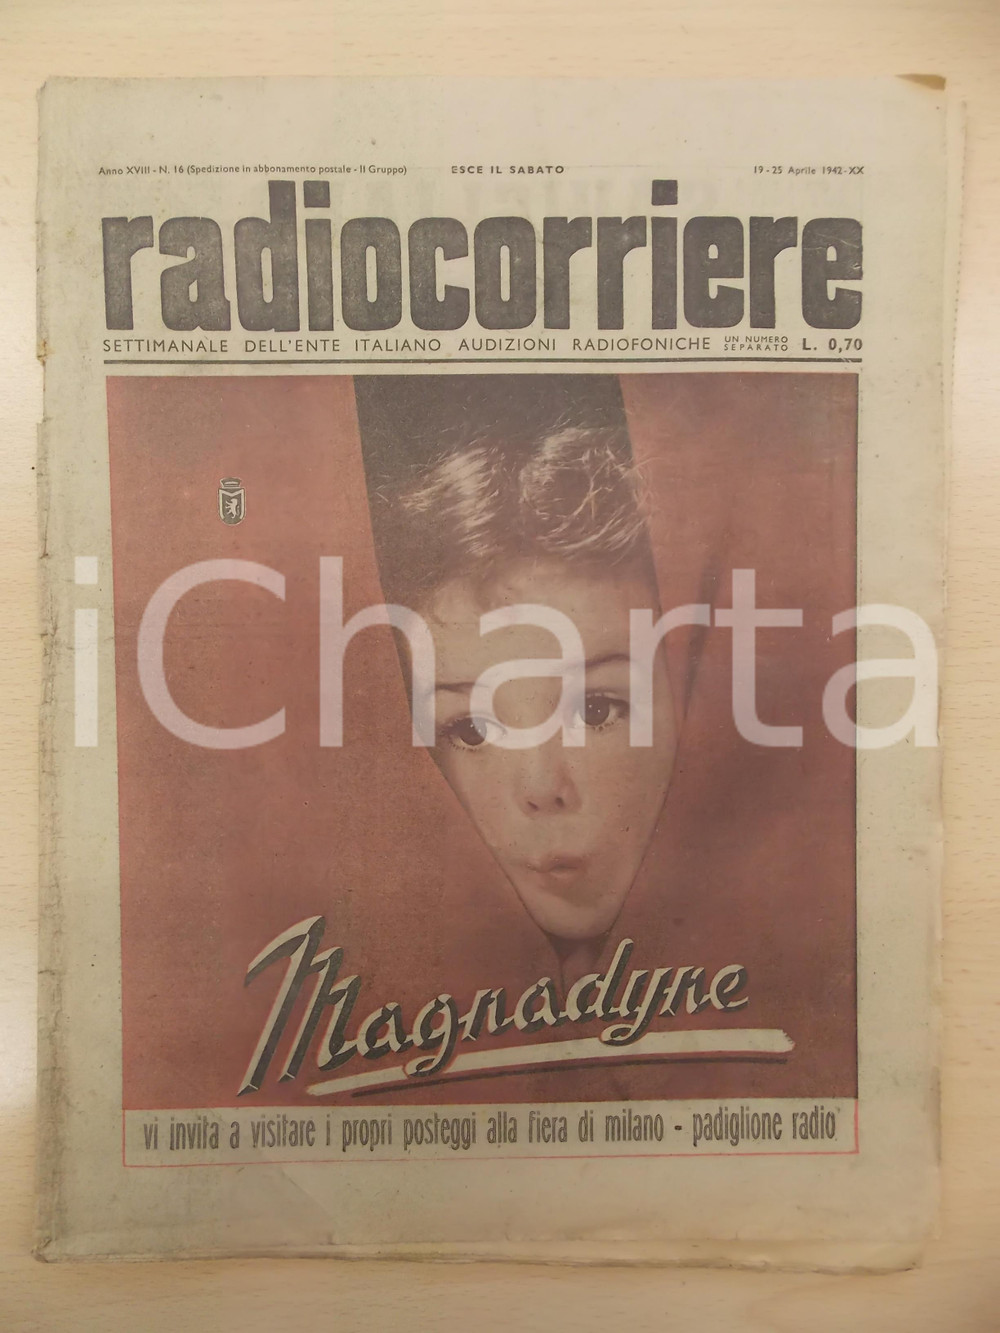 Anno XVIII - N. 16 (Spedizione in abbonamento postale - II Gruppo) ESCE IL SABATO 19 - 25 Aprile 1942-XX
radiocorriere
SETTIMANALE DELL'ENTE ITALIANO AUDIZIONI RADIOFONICHE UN NUMERO SEPARATO L. 0,70
iCharta
Magnadyne
vi invita a visitare i propri posteggi alla fiera di milano - padiglione radio